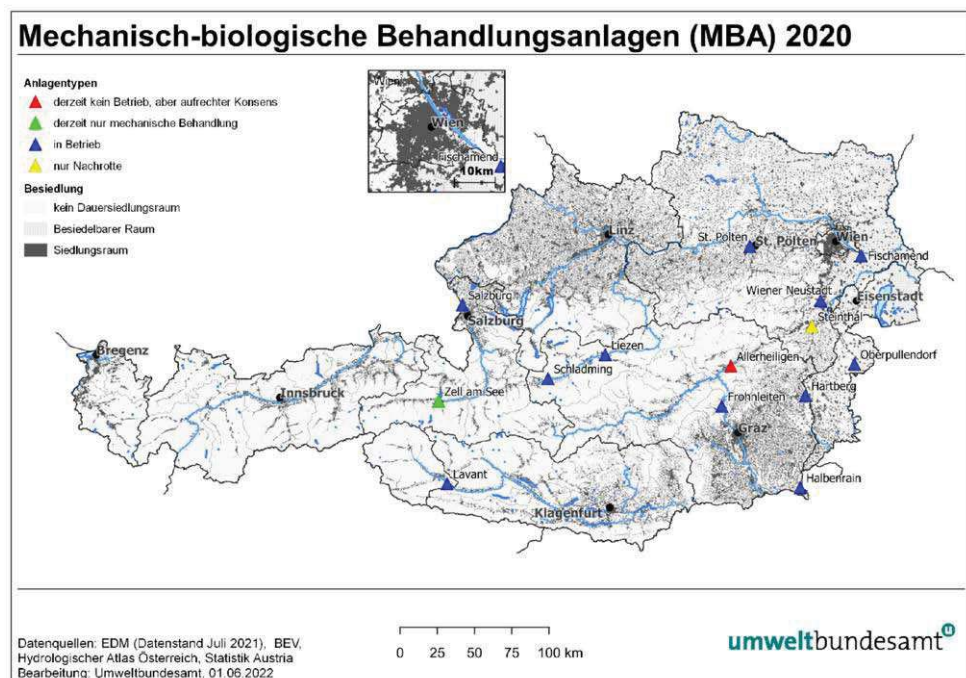 Mechanisch-biologische Behandlungsanlagen (MBA) 2020
Anlagentypen
derzeit kein Betrieb, aber aufrechter Konsens
derzeit nur mechanische Behandlung
in Betrieb
nur Nachrotte
Besiedlung
kein Dauersiedlungsraum
Besiedelbarer Raum
Siedlungsraum
Wien
Fischamend
10km
Linz
St. Pölten
St. Pölten
Wien
Fischamend
Wiener Neustadt
Eisenstadt
Steinthal
Salzburg
Salzburg
Bregenz
Innsbruck
Liezen
Schladming
Zell am See
Allerheiligen
Oberpullendorf
Frohnleiten
Hartberg
Graz
Lavant
Halbenrain
Klagenfurt
Datenquellen: EDM (Datenstand Juli 2021), BEV,
Hydrologischer Atlas Österreich, Statistik Austria
Bearbeitung: Umweltbundesamt, 01.06.2022
0 25 50 100 km
umweltbundesamt u